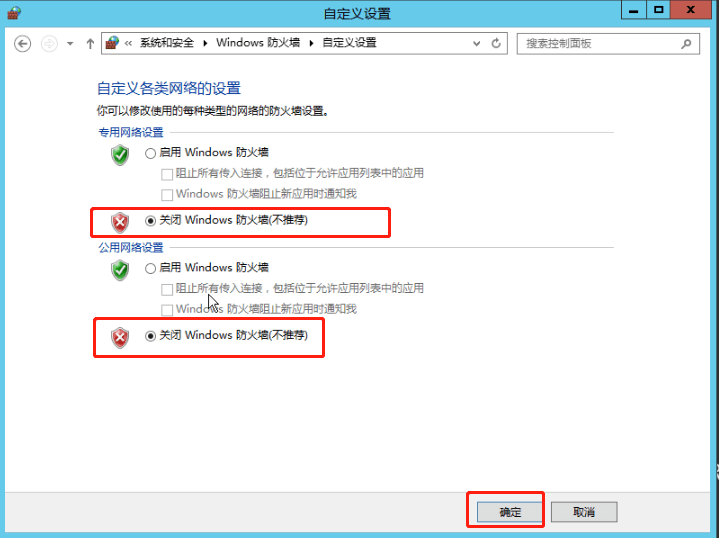 自定义设置
« 系统和安全 ▸ Windows 防火墙 ▸ 自定义设置
搜索控制面板
自定义各类网络的设置
你可以修改使用的每种类型的网络的防火墙设置。
专用网络设置
启用 Windows 防火墙
阻止所有传入连接，包括位于允许应用列表中的应用
Windows 防火墙阻止新应用时通知我
关闭 Windows 防火墙(不推荐)
公用网络设置
启用 Windows 防火墙
阻止所有传入连接，包括位于允许应用列表中的应用
Windows 防火墙阻止新应用时通知我
关闭 Windows 防火墙(不推荐)
确定
取消